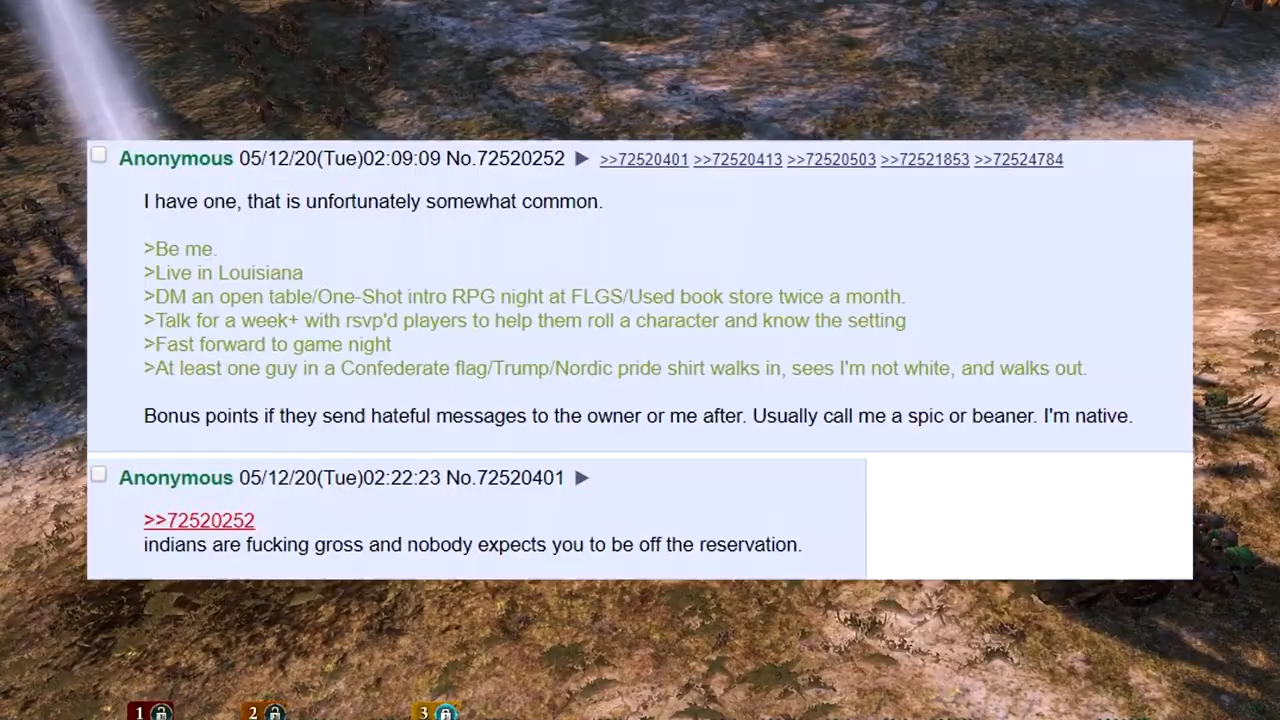 Anonymous 05/12/20(Tue)02:09:09 No.72520252 ▶ >>72520401 >>72520413 >>72520503 >>72521853 >>72524784
I have one, that is unfortunately somewhat common.
>Be me.
>Live in Louisiana
>DM an open table/One-Shot intro RPG night at FLGS/Used book store twice a month.
>Talk for a week+ with rsvp'd players to help them roll a character and know the setting
>Fast forward to game night
>At least one guy in a Confederate flag/Trump/Nordic pride shirt walks in, sees I'm not white, and walks out.
Bonus points if they send hateful messages to the owner or me after. Usually call me a spic or beaner. I'm native.
Anonymous 05/12/20(Tue)02:22:23 No.72520401 ▶
>>72520252
indians are fucking gross and nobody expects you to be off the reservation.
1 2 3